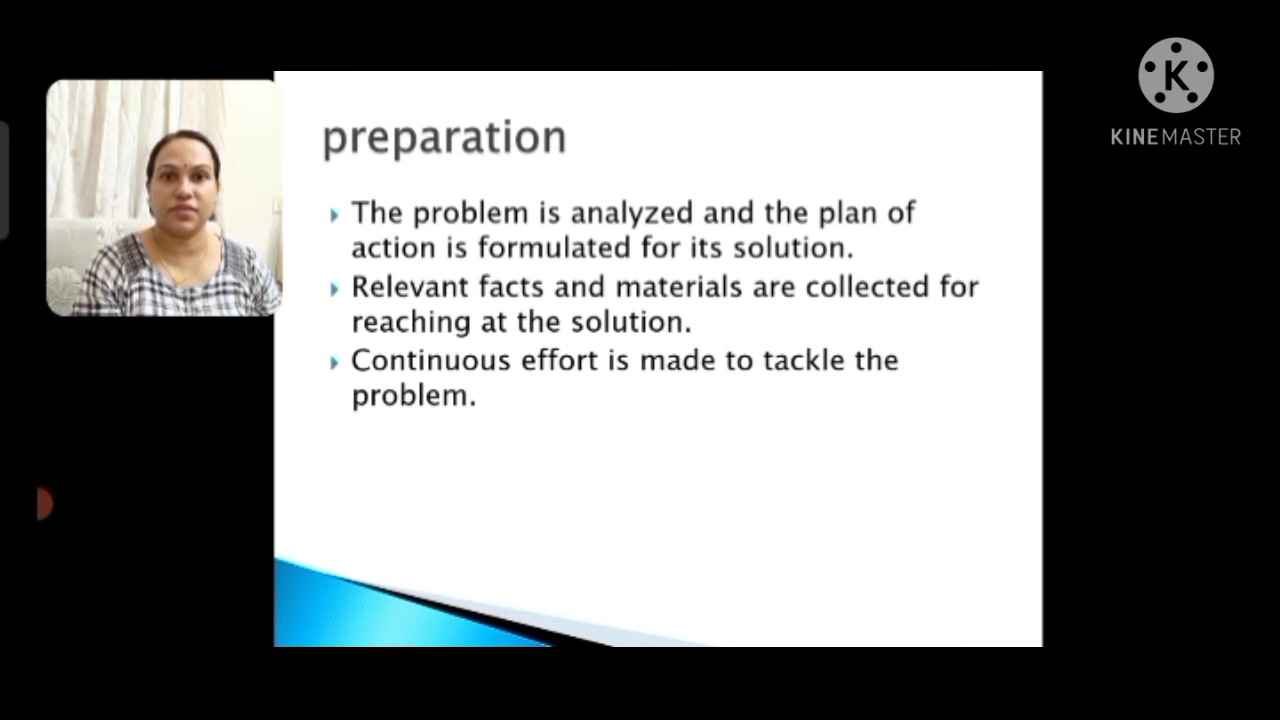 preparation
The problem is analyzed and the plan of
action is formulated for its solution.
Relevant facts and materials are collected for
reaching at the solution.
Continuous effort is made to tackle the
problem.
K
KINEMASTER